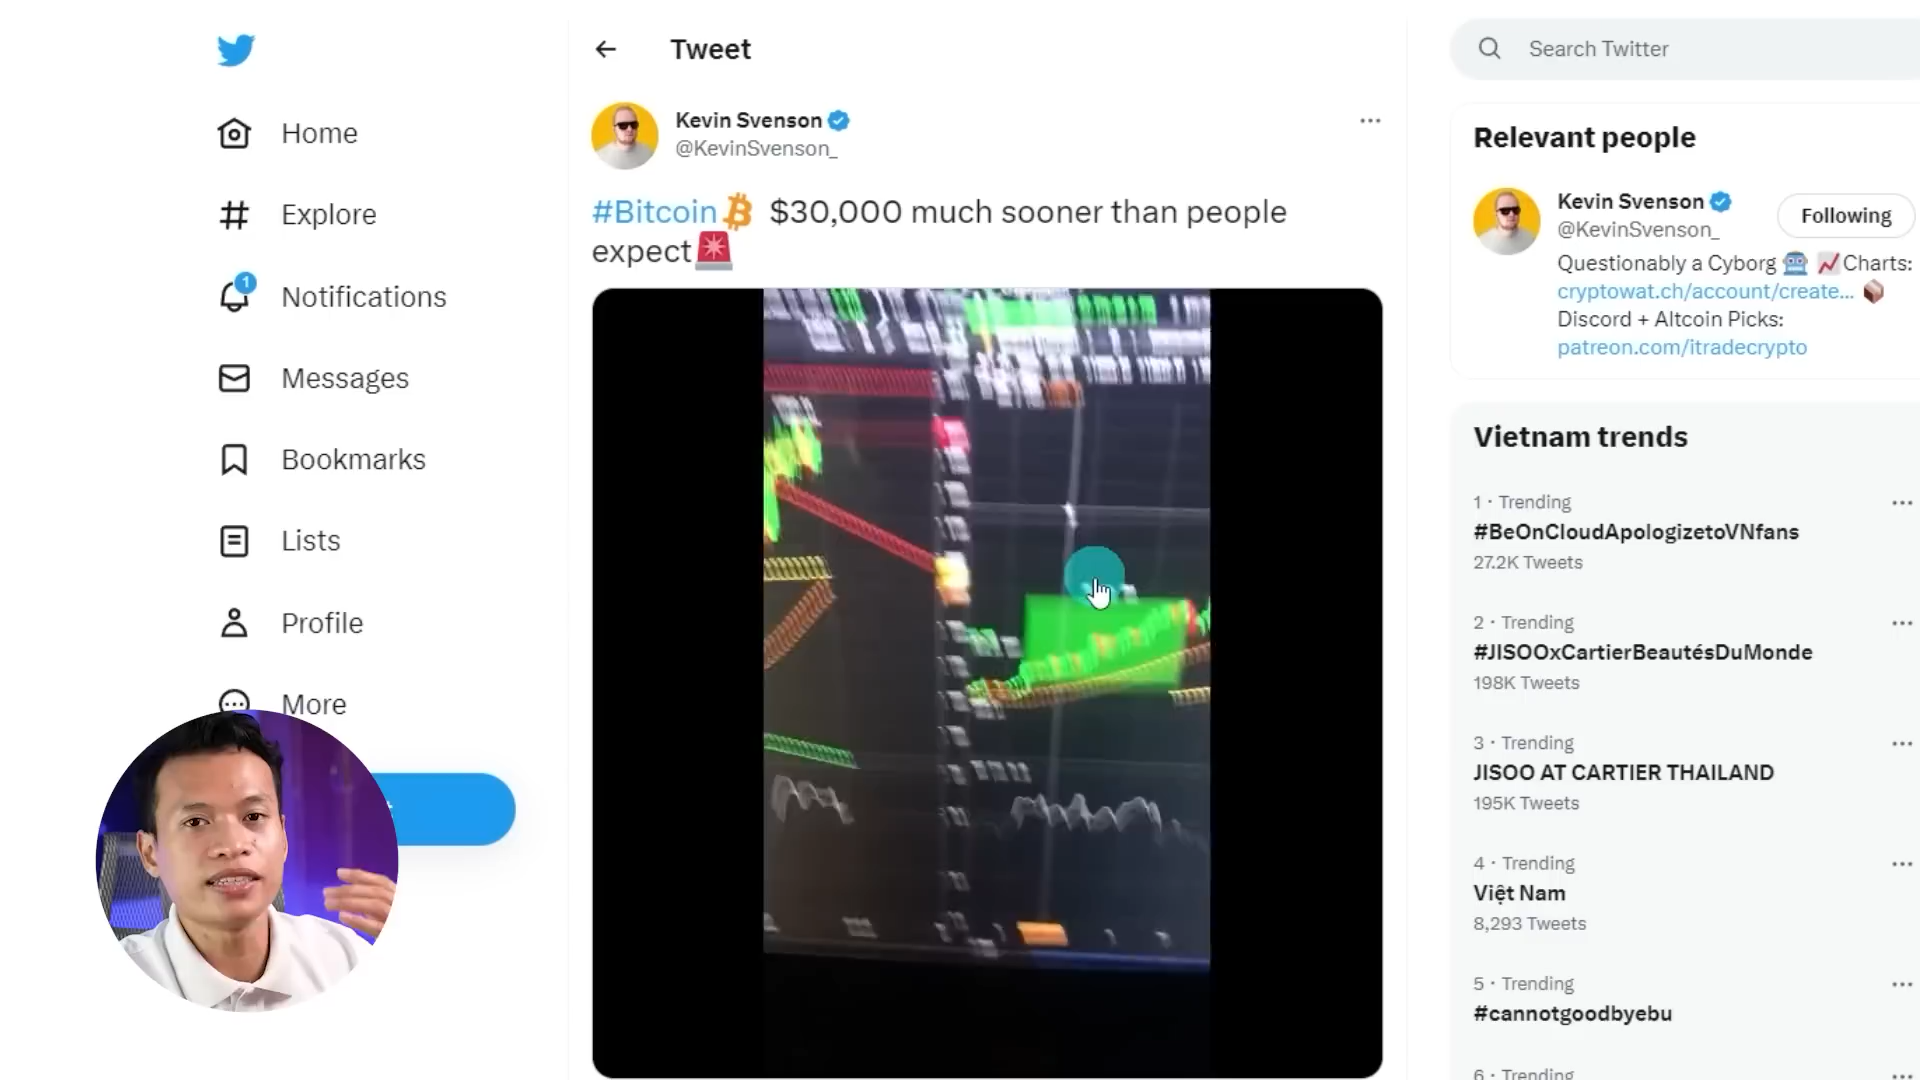 Tweet
Search Twitter
Home
Explore
1
Notifications
Messages
Bookmarks
Lists
Profile
More
Kevin Svenson
@KevinSvenson_
#Bitcoin $30,000 much sooner than people
expect
Relevant people
Kevin Svenson
@KevinSvenson_
Following
Questionably a Cyborg 🤖 📈Charts:
cryptowat.ch/account/create...
Discord + Altcoin Picks:
patreon.com/itradecrypto
Vietnam trends
1 · Trending
#BeOnCloudApologizetoVNfans
27.2K Tweets
2 · Trending
#JISOOxCartierBeautésDuMonde
198K Tweets
3 · Trending
JISOO AT CARTIER THAILAND
195K Tweets
4 · Trending
Việt Nam
8,293 Tweets
5 · Trending
#cannotgoodbyebu
6 · Trending